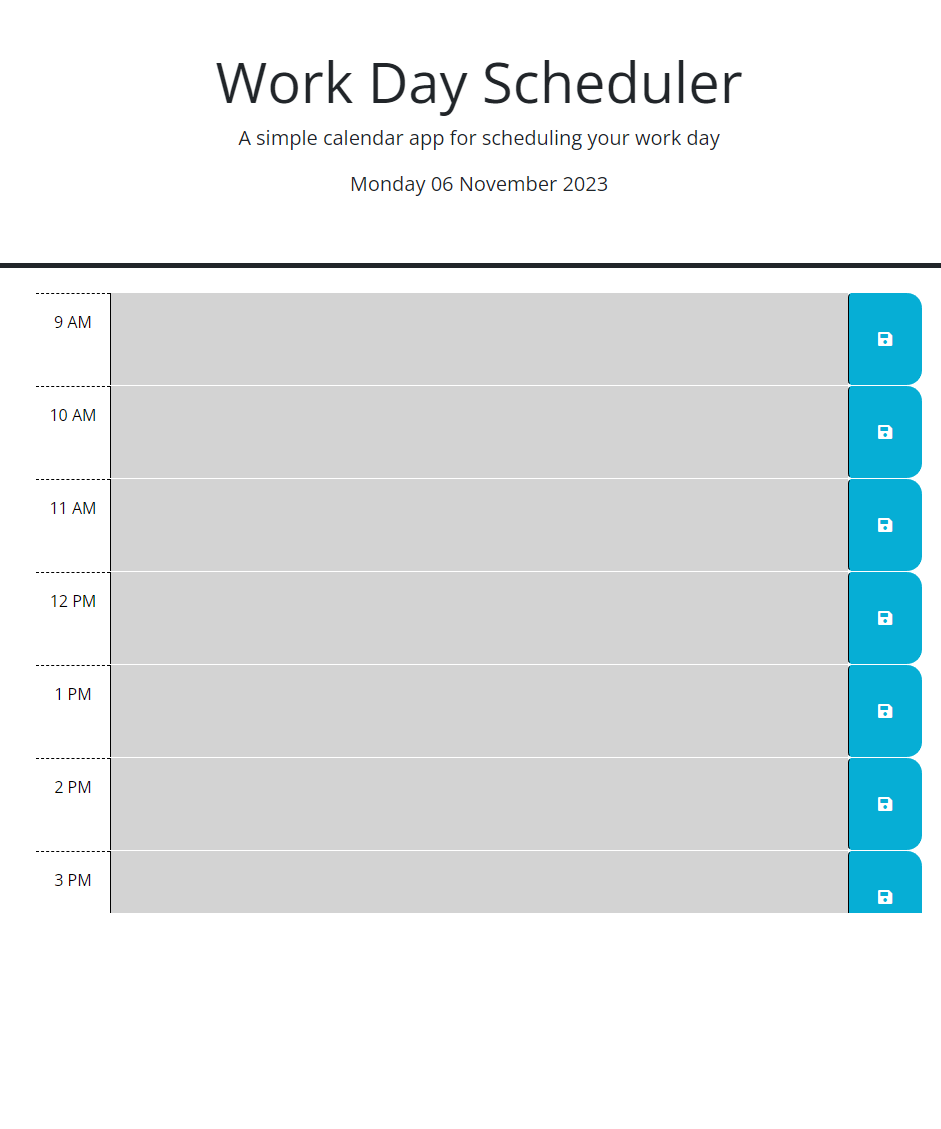 Work Day Scheduler
A simple calendar app for scheduling your work day
Monday 06 November 2023
9 AM
10 AM
11 AM
12 PM
1 PM
2 PM
3 PM